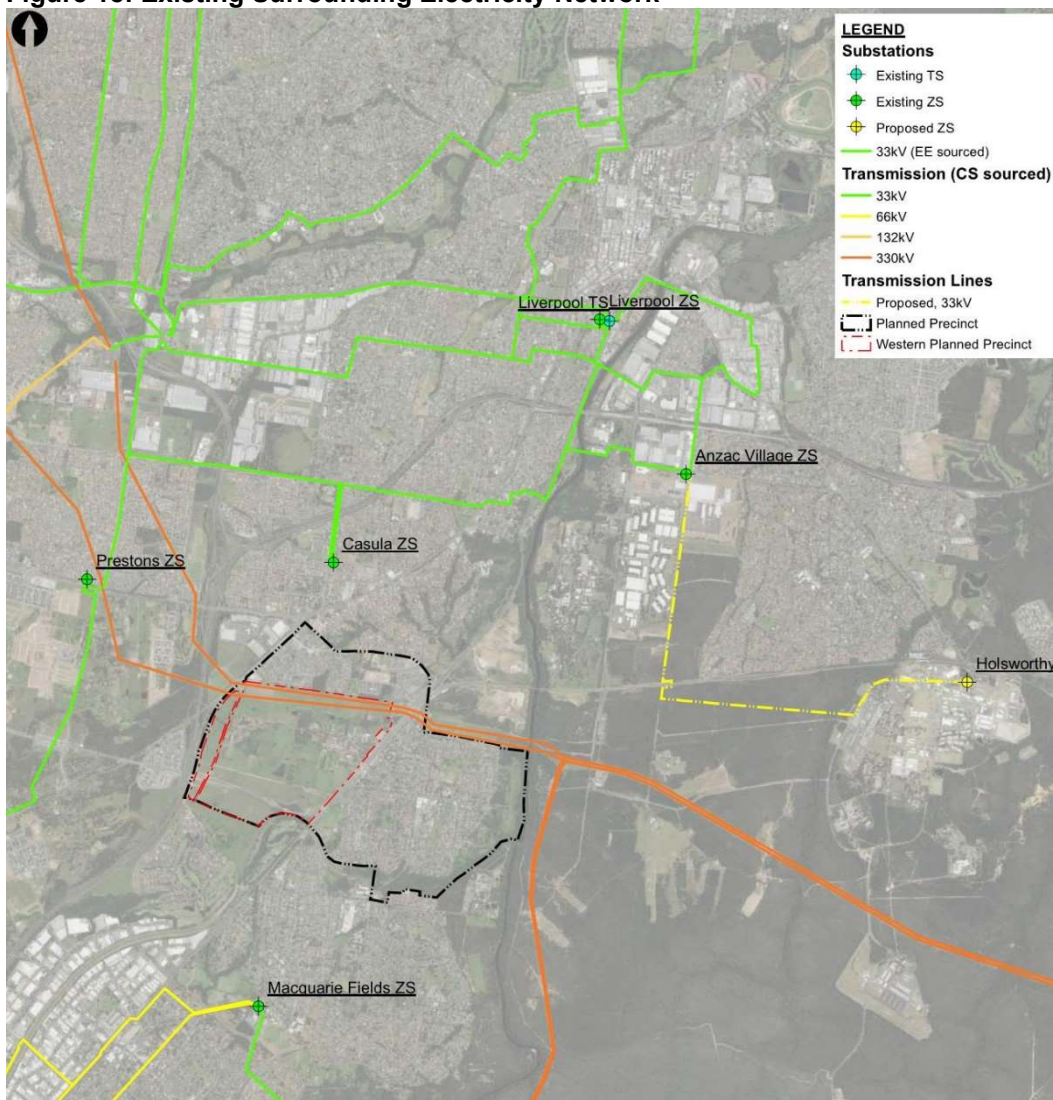 Figure 18: Existing Surrounding Electricity Network
LEGEND
Substations
Existing TS
Existing ZS
Proposed ZS
33kV (EE sourced)
Transmission (CS sourced)
33kV
66kV
132kV
330kV
Transmission Lines
Proposed, 33kV
Planned Precinct
Western Planned Precinct
Liverpool TS Liverpool ZS
Anzac Village ZS
Casula ZS
Prestons ZS
Holsworthy
Macquarie Fields ZS